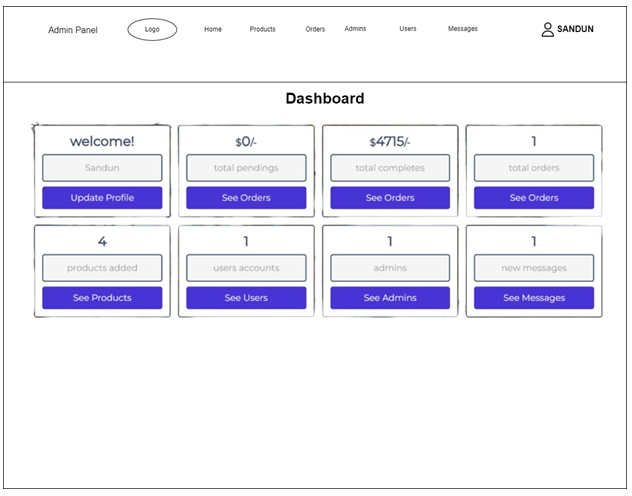 Admin Panel
Logo
Home
Products
Orders
Admins
Users
Messages
SANDUN
Dashboard
welcome!
Sandun
Update Profile
$0/-
total pendings
See Orders
$4715/-
total completes
See Orders
1
total orders
See Orders
4
products added
See Products
1
users accounts
See Users
1
admins
See Admins
1
new messages
See Messages